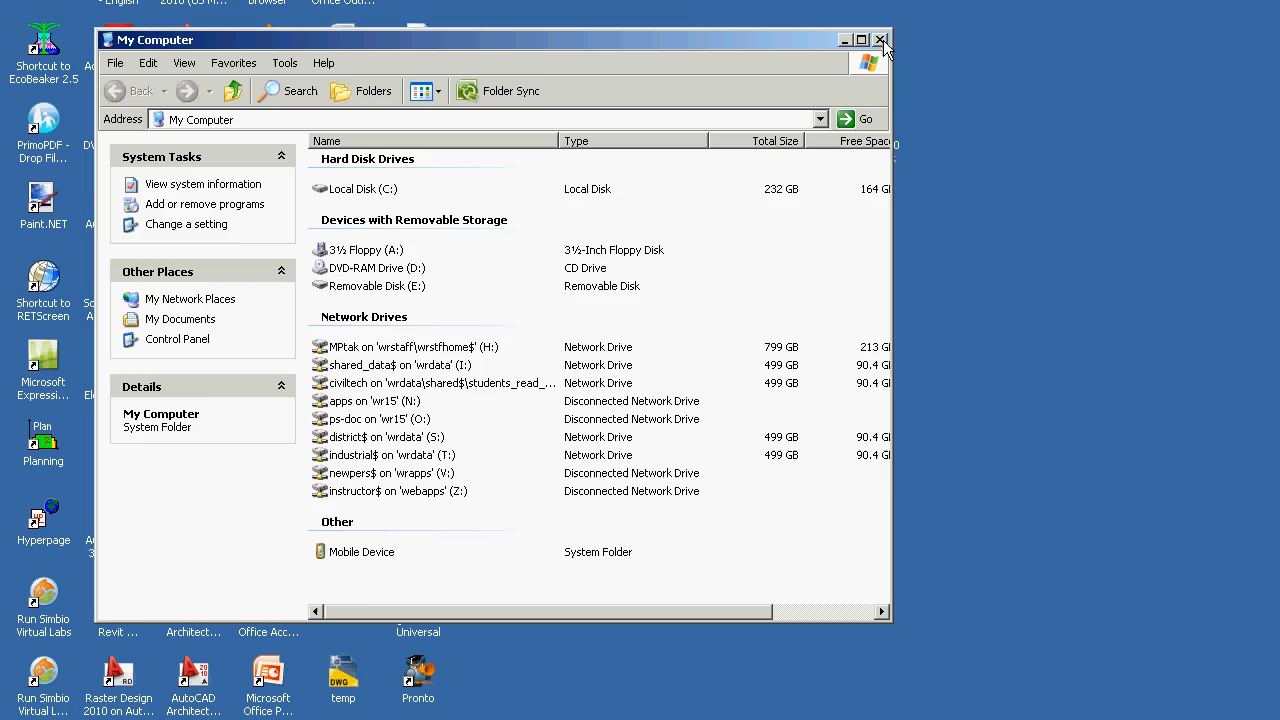 - English
2010 (US M...
Browser
Office Outl...
Shortcut to
EcoBeaker 2.5
PrimoPDF -
Drop Fil...
Paint.NET
Shortcut to
RETScreen
Microsoft
Expressi...
Plan
Planning
Hyperpage
Run Simbio
Virtual Labs
Run Simbio
Virtual L...
Revit ...
Architect...
Office Acc...
Universal
Raster Design
2010 on Aut...
AutoCAD
Architect...
Microsoft
Office P...
DWG
temp
Pronto
My Computer
File
Edit
View
Favorites
Tools
Help
Back
Search
Folders
Folder Sync
Address
My Computer
Go
System Tasks
View system information
Add or remove programs
Change a setting
Other Places
My Network Places
My Documents
Control Panel
Details
My Computer
System Folder
Name Type Total Size Free Spac
Hard Disk Drives
Local Disk (C:) Local Disk 232 GB 164 G
Devices with Removable Storage
3½ Floppy (A:) 3½-Inch Floppy Disk
DVD-RAM Drive (D:) CD Drive
Removable Disk (E:) Removable Disk
Network Drives
MPtak on 'wrstaff\wrstfhome$' (H:) Network Drive 799 GB 213 G
shared_data$ on 'wrdata' (I:) Network Drive 499 GB 90.4 G
civiltech on 'wrdata\shared$\students_read_... Network Drive 499 GB 90.4 G
apps on 'wr15' (N:) Disconnected Network Drive
ps-doc on 'wr15' (O:) Disconnected Network Drive
district$ on 'wrdata' (S:) Network Drive 499 GB 90.4 G
industrial$ on 'wrdata' (T:) Network Drive 499 GB 90.4 G
newpers$ on 'wrapps' (V:) Disconnected Network Drive
instructor$ on 'webapps' (Z:) Disconnected Network Drive
Other
Mobile Device System Folder